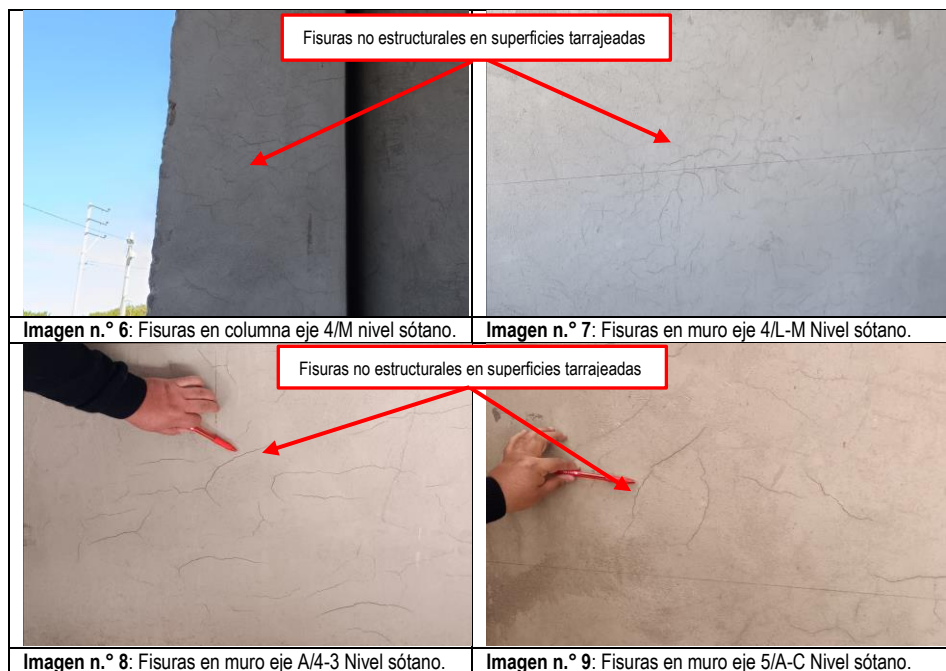 Fisuras no estructurales en superficies tarrajeadas
Imagen n.° 6: Fisuras en columna eje 4/M nivel sótano.
Imagen n.° 7: Fisuras en muro eje 4/L-M Nivel sótano.
Fisuras no estructurales en superficies tarrajeadas
Imagen n.° 8: Fisuras en muro eje A/4-3 Nivel sótano.
Imagen n.° 9: Fisuras en muro eje 5/A-C Nivel sótano.